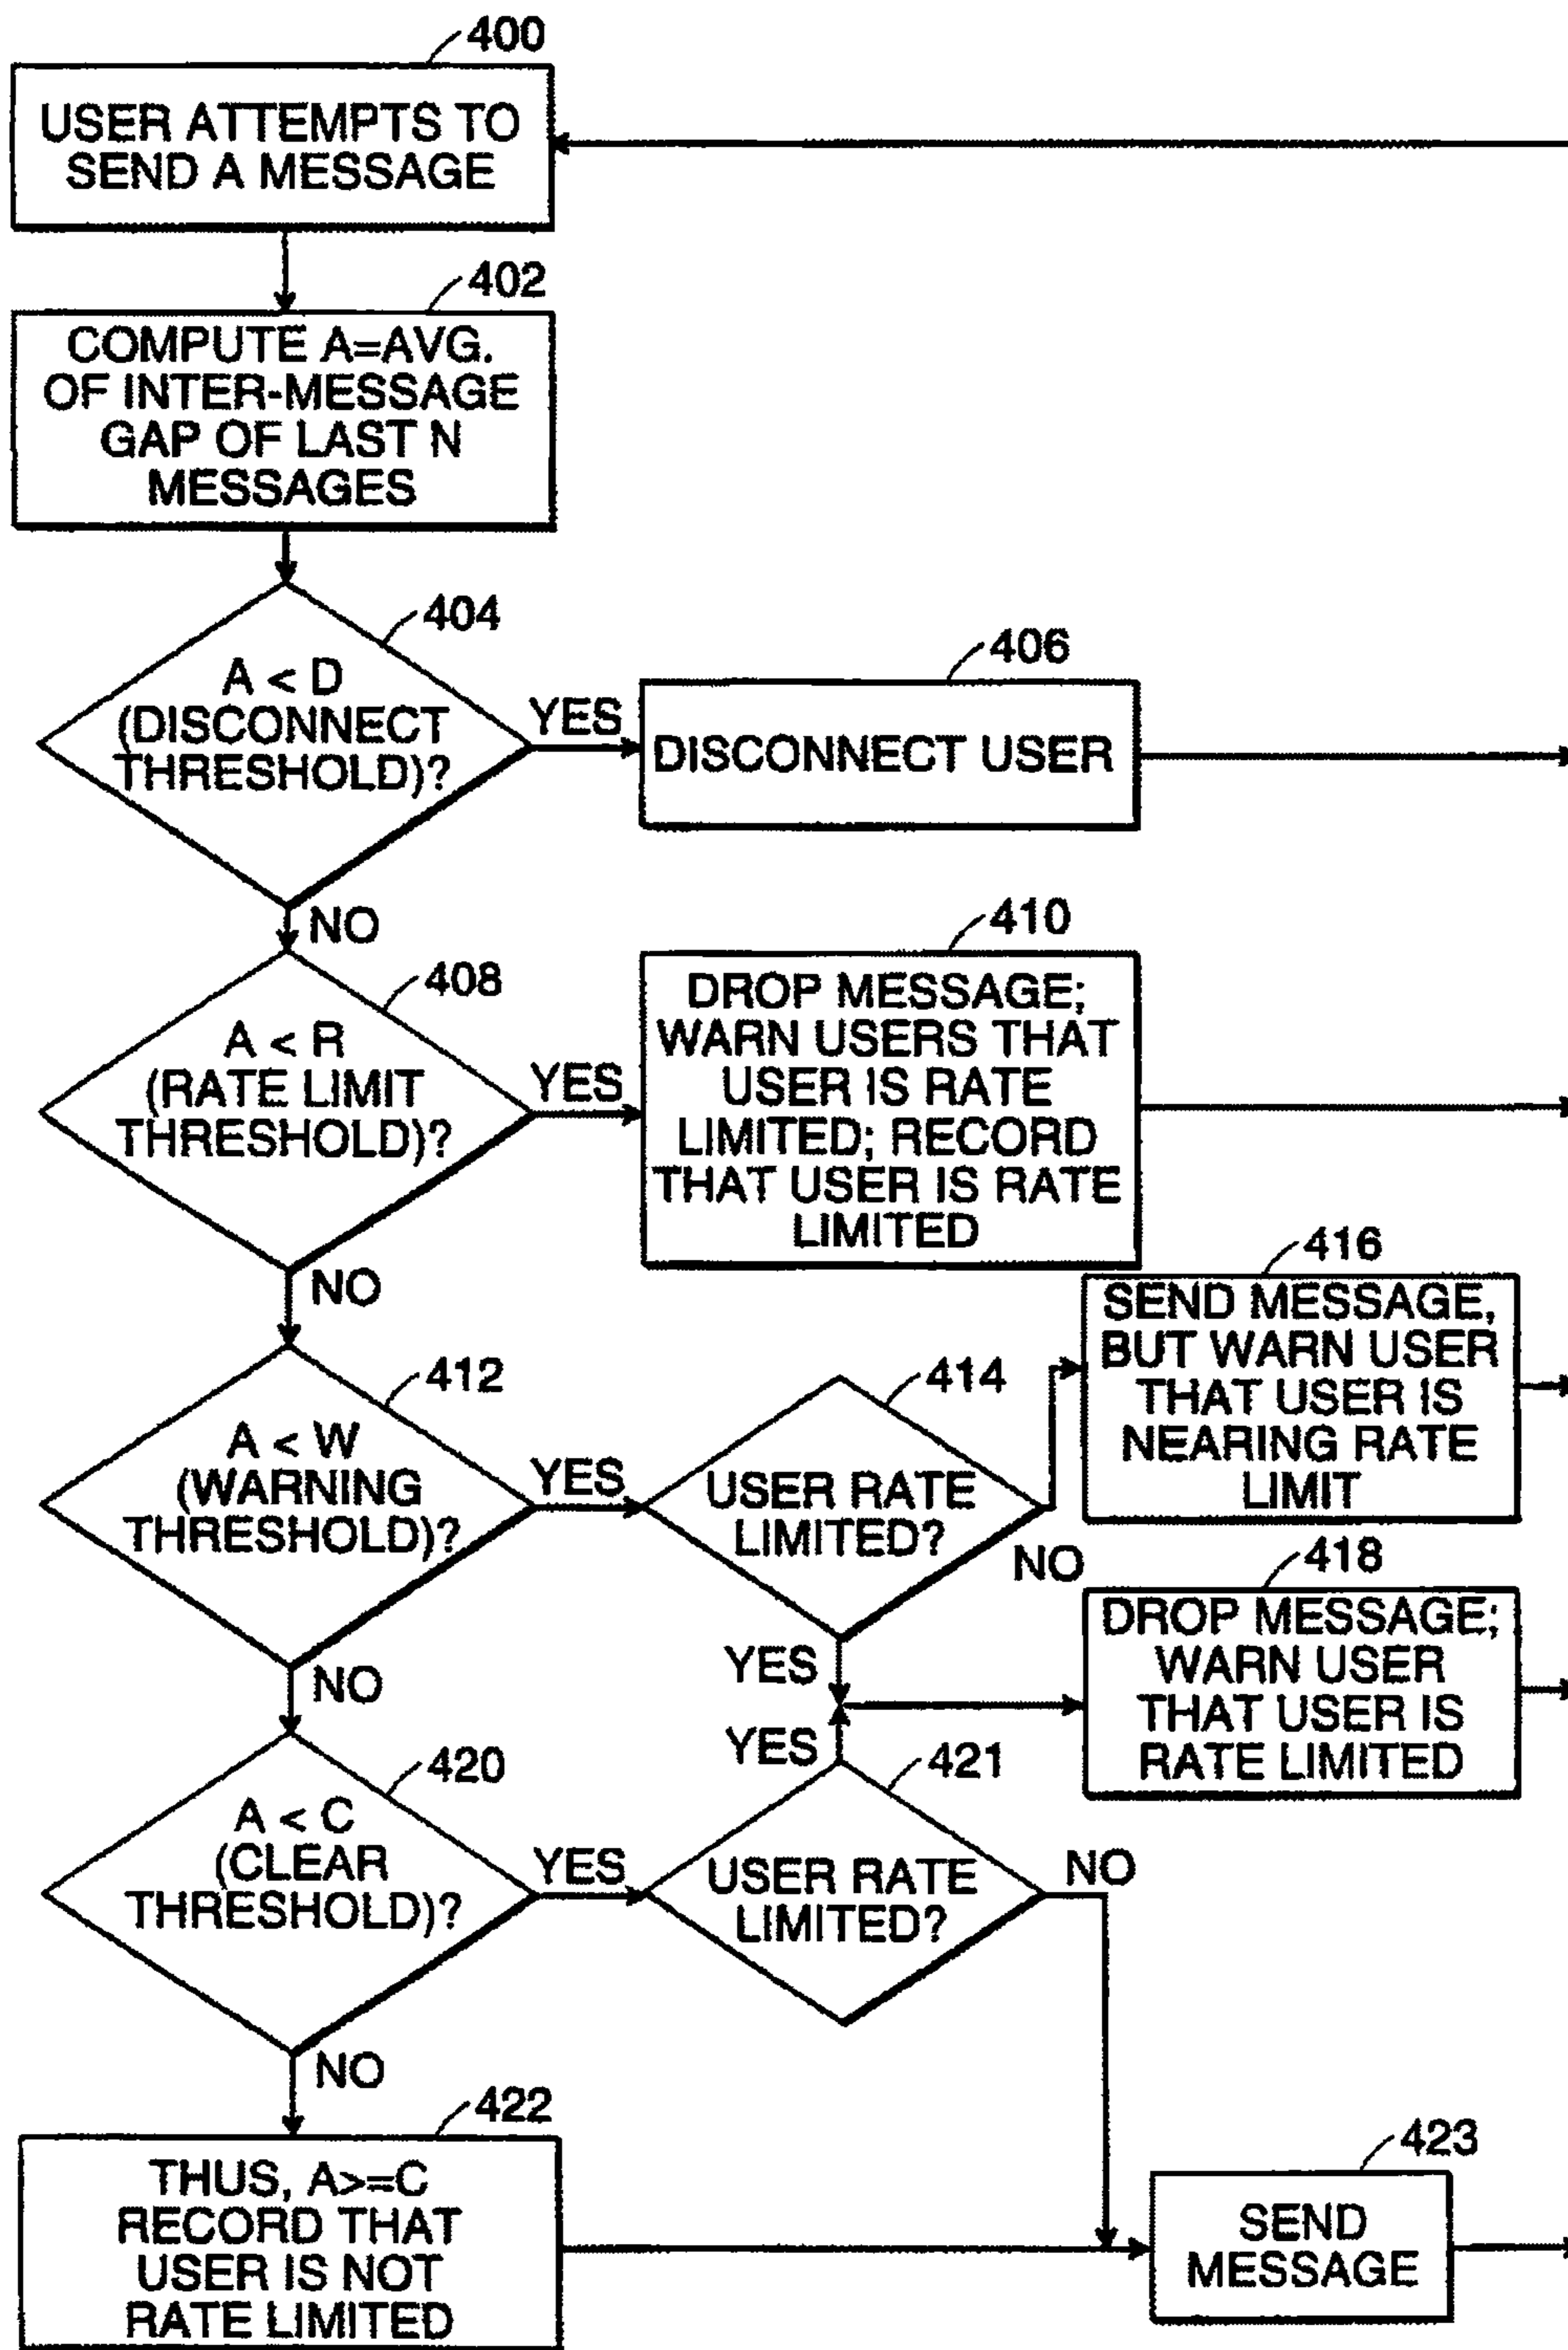 400
USER ATTEMPTS TO
SEND A MESSAGE
402
COMPUTE A=AVG.
OF INTER-MESSAGE
GAP OF LAST N
MESSAGES
404
A < D
(DISCONNECT
THRESHOLD)?
YES
NO
406
DISCONNECT USER
408
A < R
(RATE LIMIT
THRESHOLD)?
YES
NO
410
DROP MESSAGE;
WARN USERS THAT
USER IS RATE
LIMITED; RECORD
THAT USER IS RATE
LIMITED
412
A < W
(WARNING
THRESHOLD)?
YES
NO
414
USER RATE
LIMITED?
NO
YES
416
SEND MESSAGE,
BUT WARN USER
THAT USER IS
NEARING RATE
LIMIT
418
DROP MESSAGE;
WARN USER
THAT USER IS
RATE LIMITED
420
A < C
(CLEAR
THRESHOLD)?
YES
NO
421
USER RATE
LIMITED?
YES
NO
422
THUS, A>=C
RECORD THAT
USER IS NOT
RATE LIMITED
423
SEND
MESSAGE